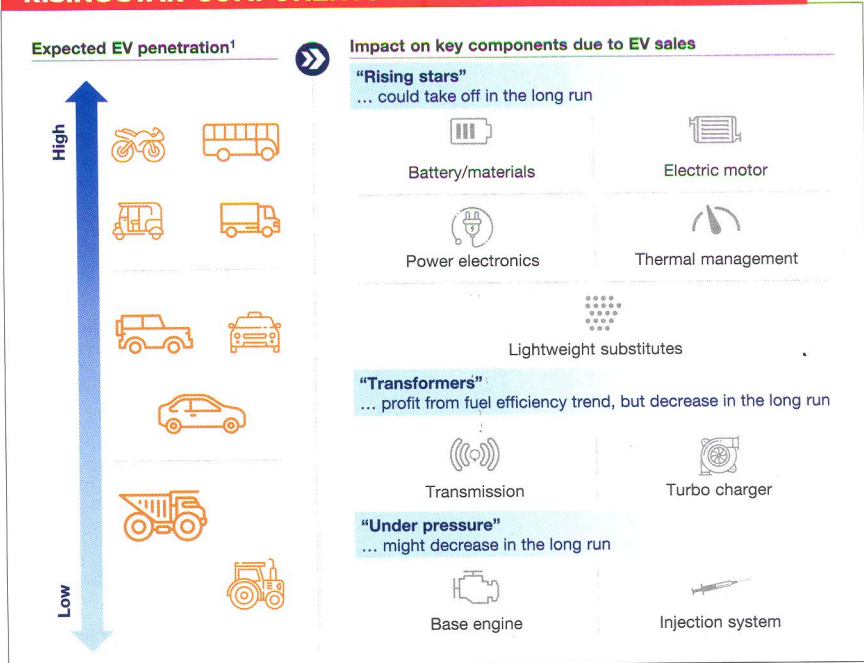 Expected EV penetration¹
Impact on key components due to EV sales
High
Low
"Rising stars"
... could take off in the long run
Battery/materials
Electric motor
Power electronics
Thermal management
Lightweight substitutes
"Transformers"
... profit from fuel efficiency trend, but decrease in the long run
Transmission
Turbo charger
"Under pressure"
... might decrease in the long run
Base engine
Injection system